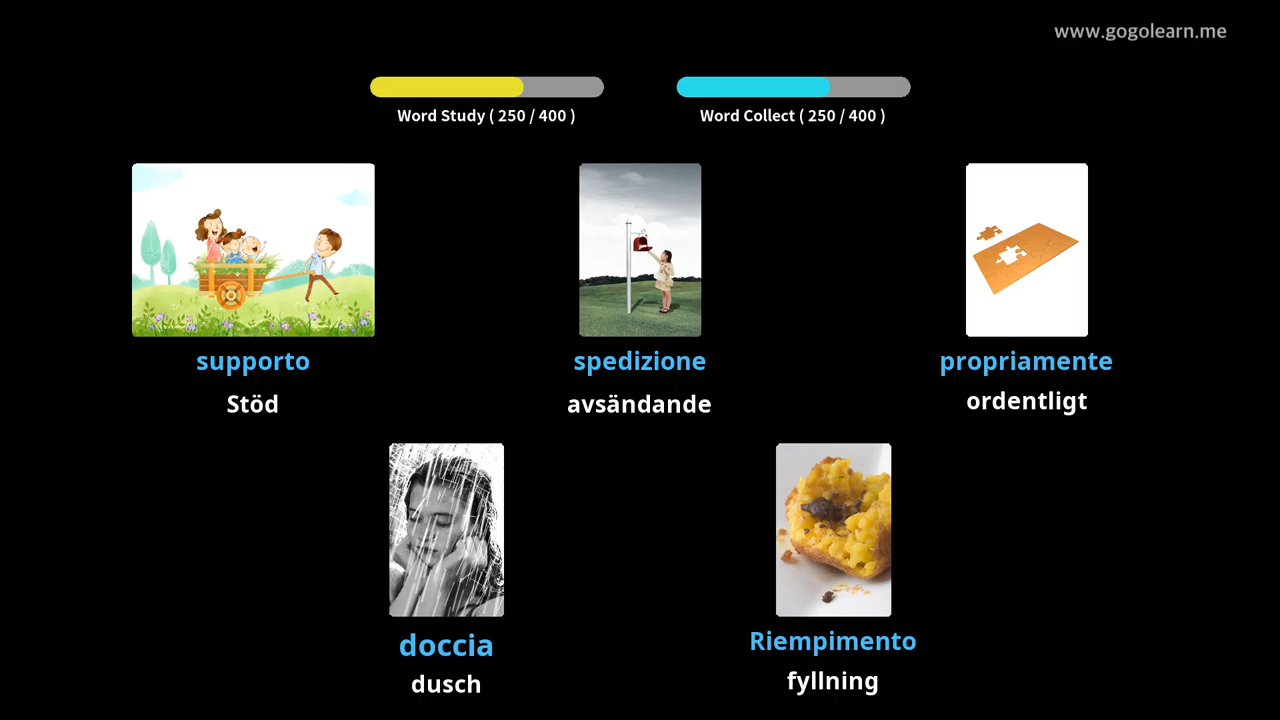 www.gogolearn.me
Word Study ( 250 / 400 )
Word Collect ( 250 / 400 )
supporto
spedizione
propriamente
Stöd
avsändande
ordentligt
doccia
Riempimento
dusch
fyllning